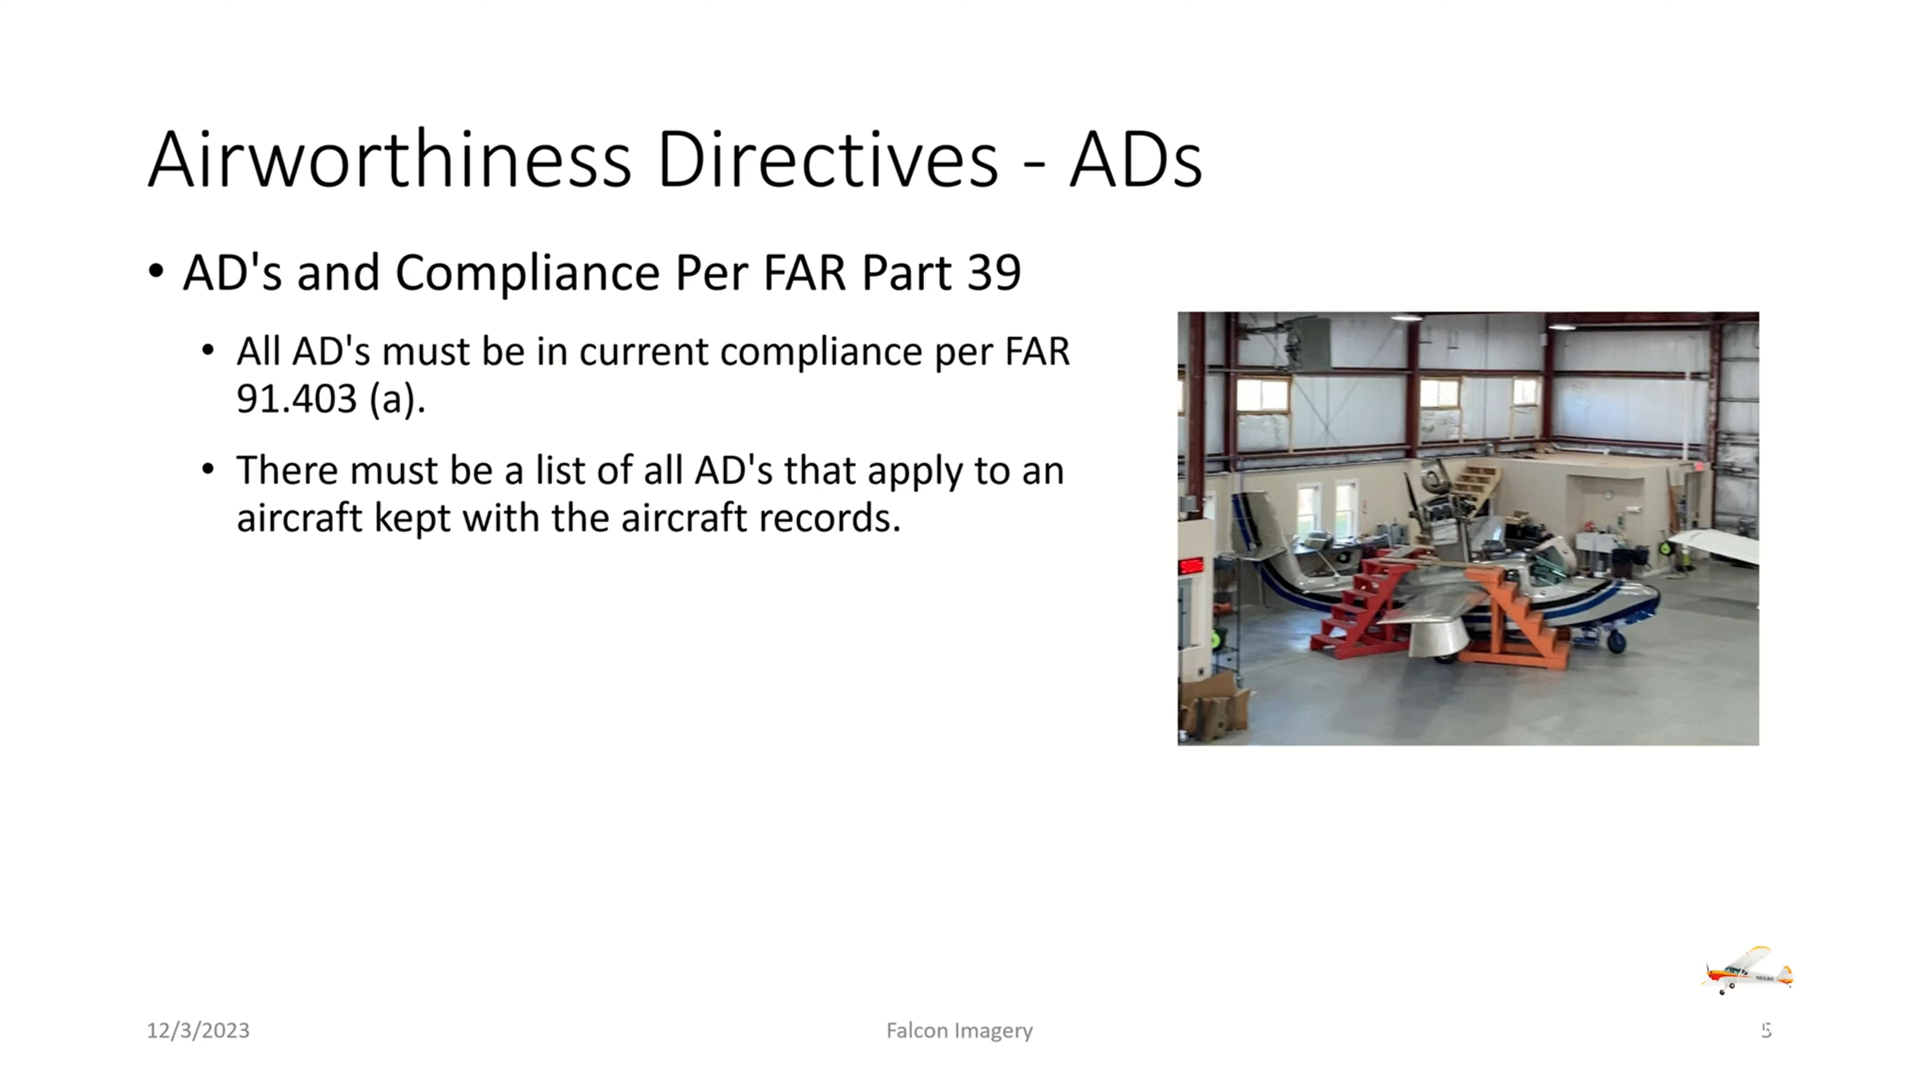 Airworthiness Directives - ADs
• AD's and Compliance Per FAR Part 39
• All AD's must be in current compliance per FAR
91.403 (a).
• There must be a list of all AD's that apply to an
aircraft kept with the aircraft records.
12/3/2023
Falcon Imagery
5